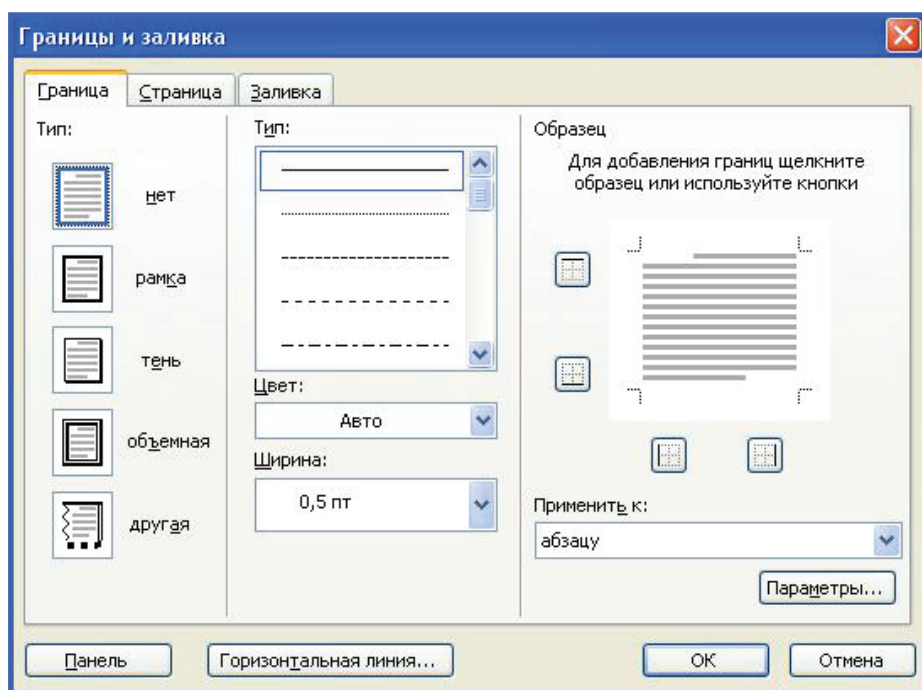 Границы и заливка
Граница
Страница
Заливка
Тип:
нет
рамка
тень
объемная
другая
Тип:
Цвет:
Авто
Ширина:
0,5 пт
Образец
Для добавления границ щелкните
образец или используйте кнопки
Применить к:
абзацу
Параметры...
Панель
Горизонтальная линия...
ОК
Отмена